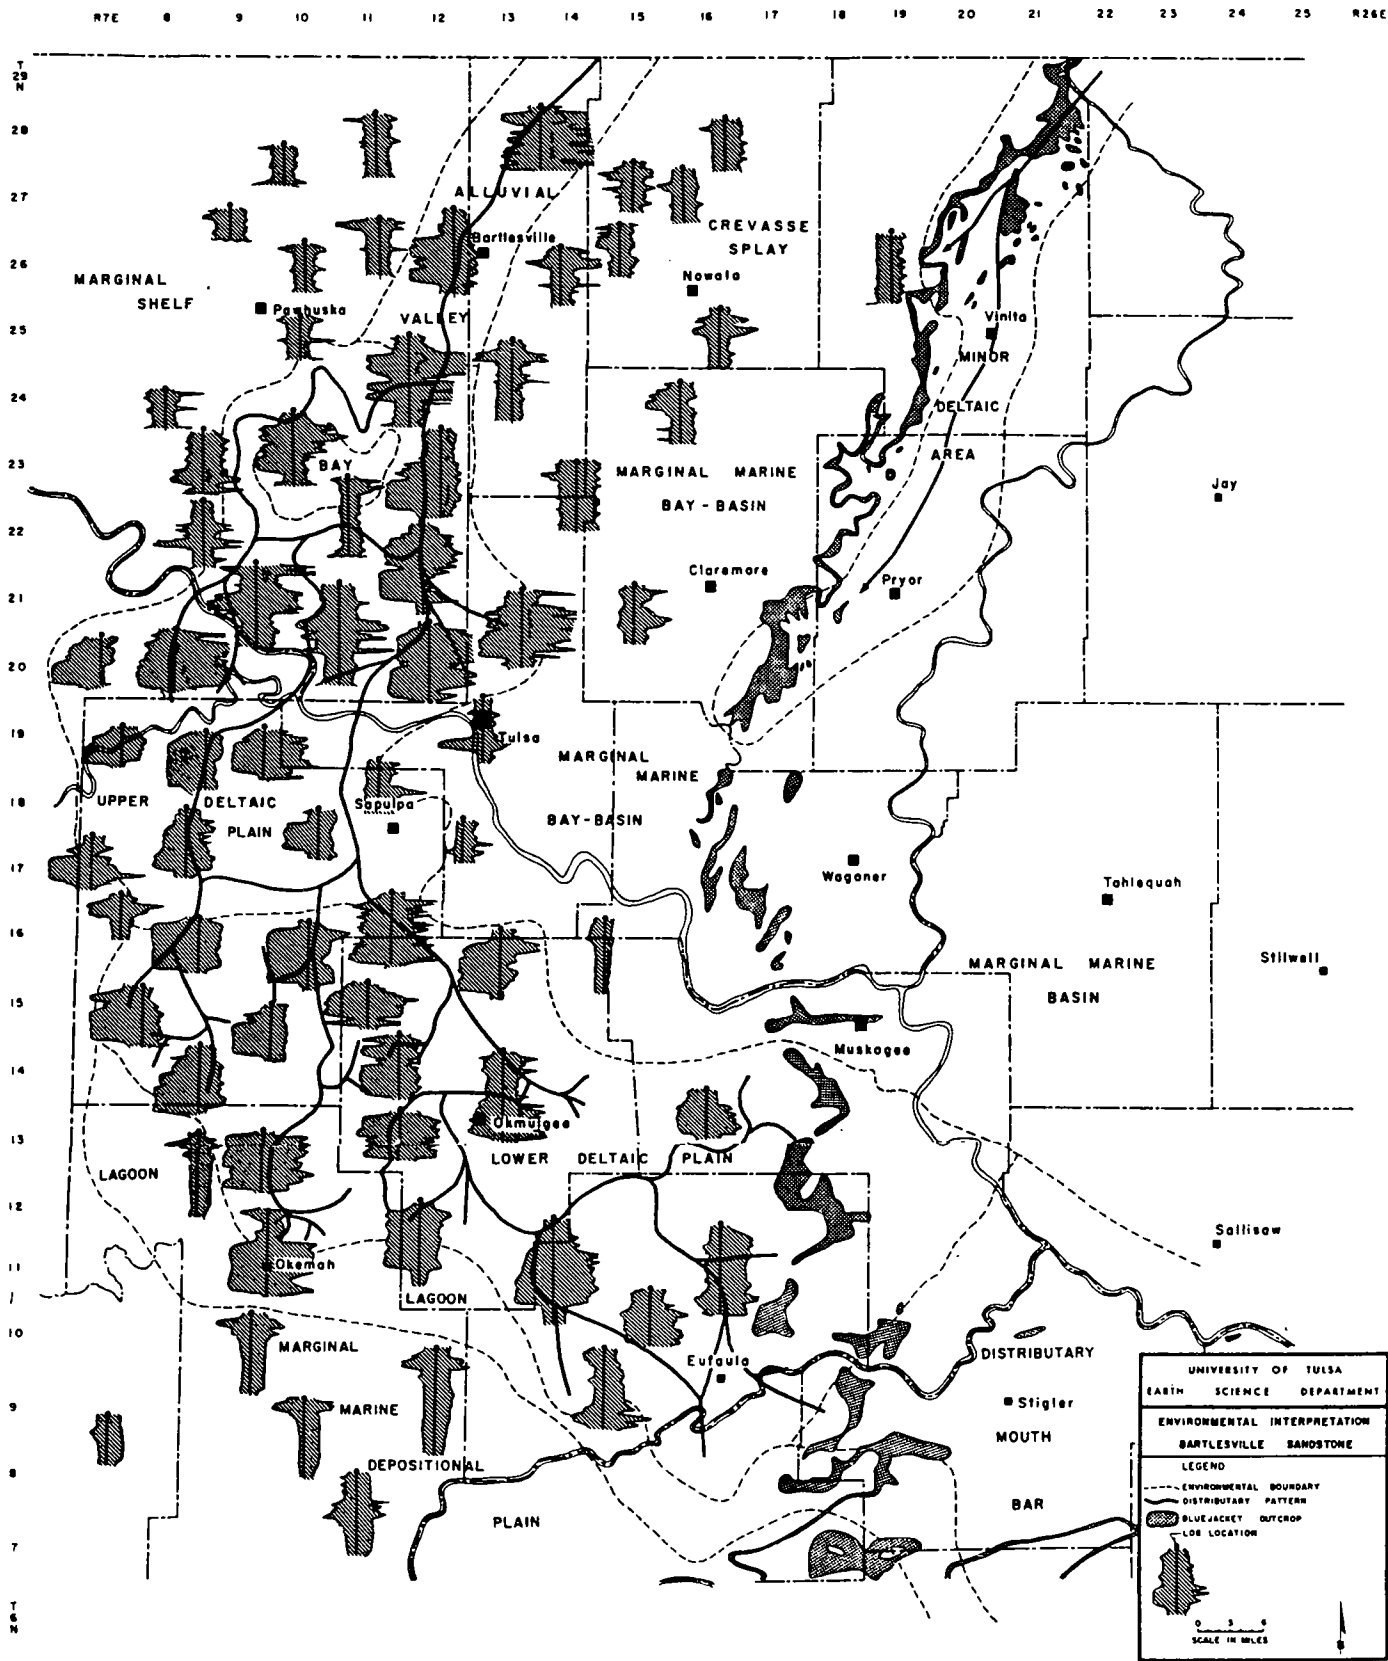 R7E 8 9 10 11 12 13 14 15 16 17 18 19 20 21 22 23 24 25 R26E
T
29
N
28
27
26
25
24
23
22
21
20
19
18
17
16
15
14
13
12
11
10
9
8
7
T
6
N
ALLUVIAL
VALLEY
CREVASSE
SPLAY
Bartlesville
Nowata
MARGINAL
SHELF
Pawhuska
Vinita
MINOR
DELTAIC
AREA
BAY
MARGINAL MARINE
BAY-BASIN
Jay
Claremore
Pryor
Tulsa
MARGINAL
MARINE
BAY-BASIN
UPPER DELTAIC
PLAIN
Sapulpa
Wagoner
Tahlequah
MARGINAL MARINE
BASIN
Stilwell
Muskogee
Okmulgee
LOWER DELTAIC PLAIN
LAGOON
Sallisaw
Okemah
LAGOON
MARGINAL
MARINE
DEPOSITIONAL
PLAIN
Eufaula
DISTRIBUTARY
MOUTH
BAR
Stigler
UNIVERSITY OF TULSA
EARTH SCIENCE DEPARTMENT
ENVIRONMENTAL INTERPRETATION
BARTLESVILLE SANDSTONE
LEGEND
ENVIRONMENTAL BOUNDARY
DISTRIBUTARY PATTERN
BLUEJACKET OUTCROP
LOG LOCATION
0 3 6
SCALE IN MILES